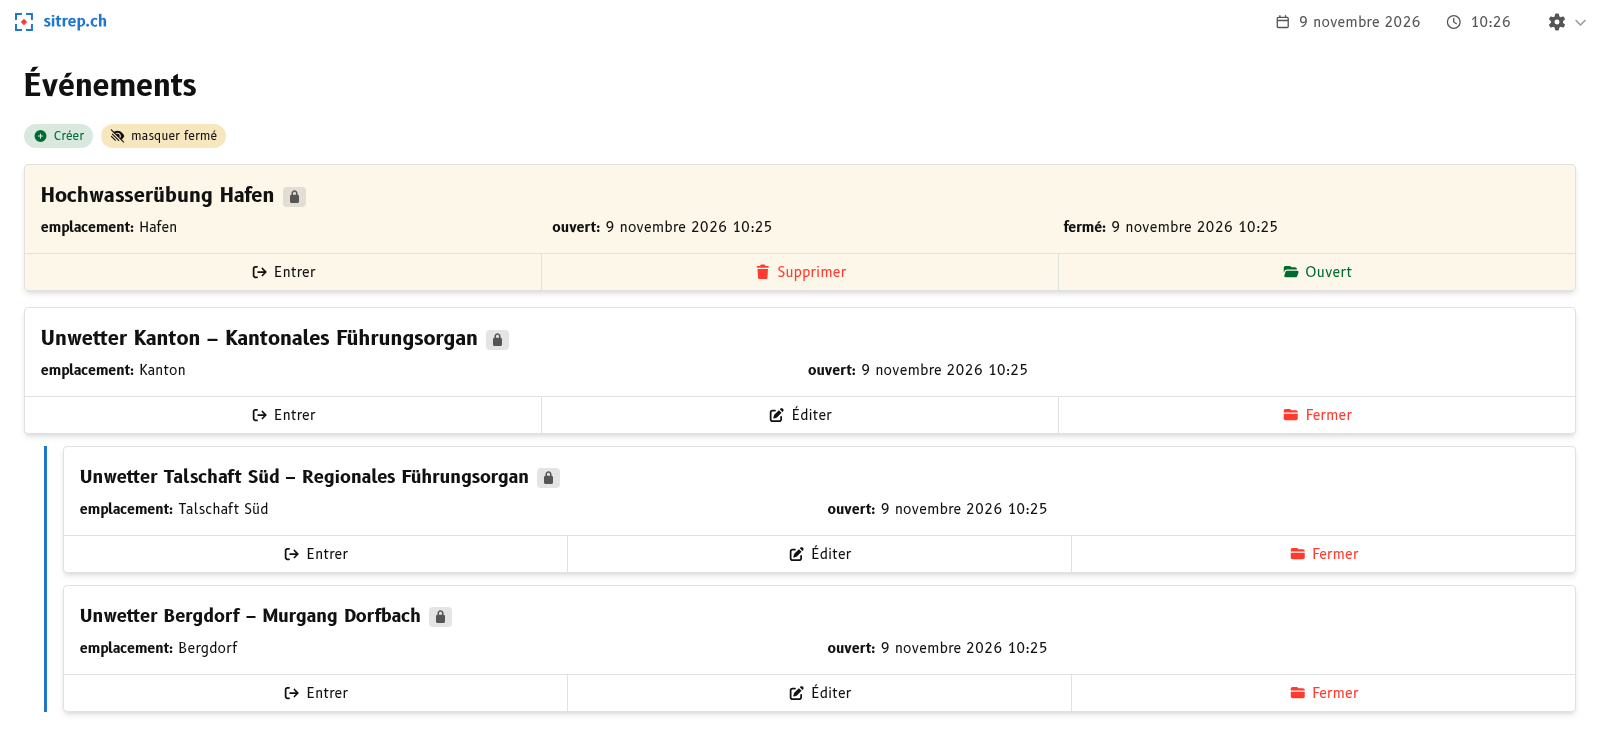 sitrep.ch 9 novembre 2026 10:26
Événements
Créer masquer fermé
Hochwasserübung Hafen
emplacement: Hafen ouvert: 9 novembre 2026 10:25 fermé: 9 novembre 2026 10:25
Entrer Supprimer Ouvert
Unwetter Kanton – Kantonales Führungsorgan
emplacement: Kanton ouvert: 9 novembre 2026 10:25
Entrer Éditer Fermer
Unwetter Talschaft Süd – Regionales Führungsorgan
emplacement: Talschaft Süd ouvert: 9 novembre 2026 10:25
Entrer Éditer Fermer
Unwetter Bergdorf – Murgang Dorfbach
emplacement: Bergdorf ouvert: 9 novembre 2026 10:25
Entrer Éditer Fermer